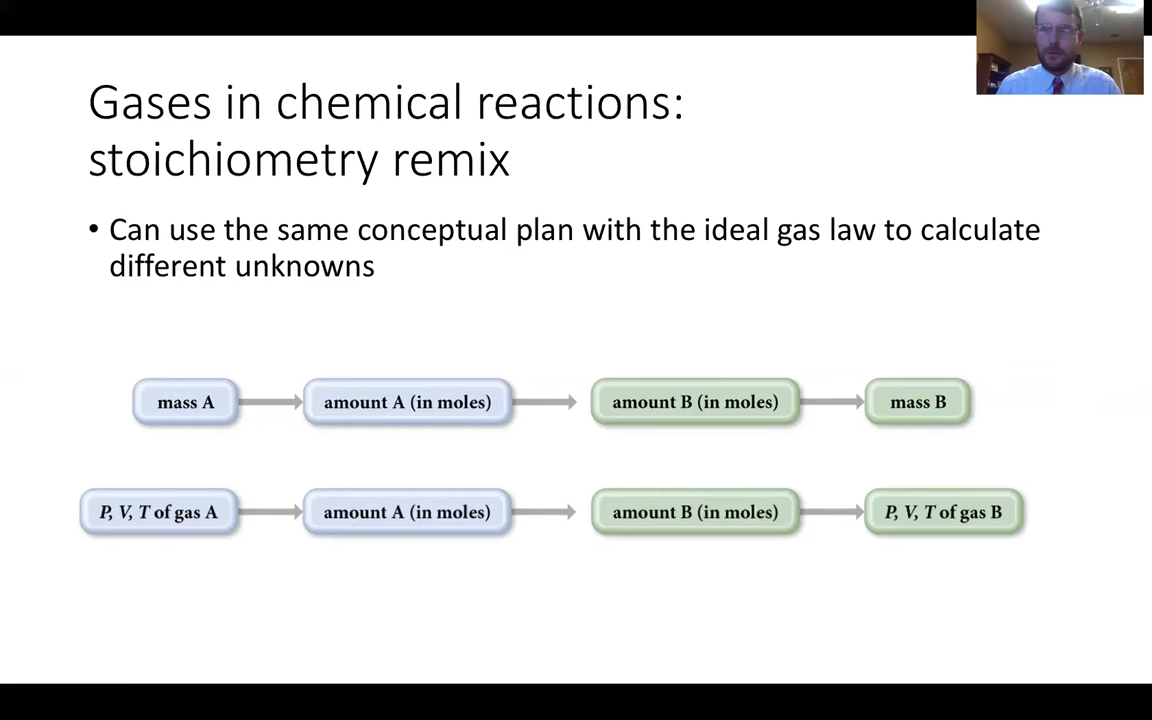 Gases in chemical reactions:
stoichiometry remix
• Can use the same conceptual plan with the ideal gas law to calculate
different unknowns
mass A
amount A (in moles)
amount B (in moles)
mass B
P, V, T of gas A
amount A (in moles)
amount B (in moles)
P, V, T of gas B